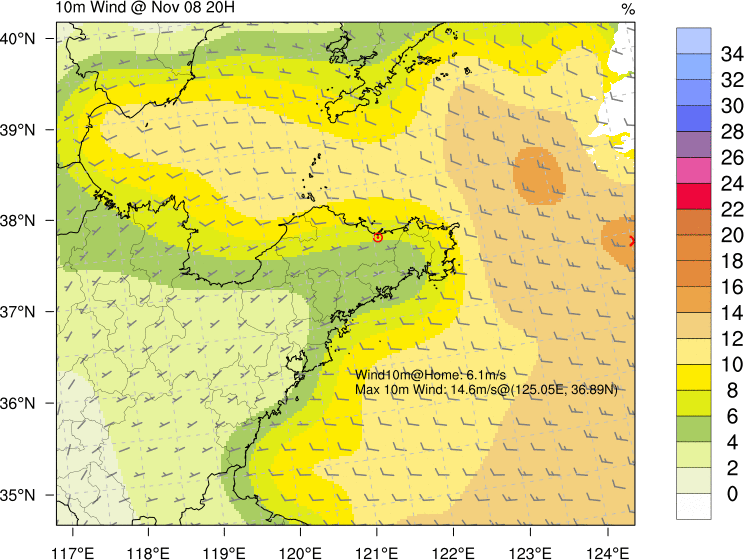 10m Wind @ Nov 08 20H
%
40°N
39°N
38°N
37°N
36°N
35°N
Wind10m@Home: 6.1m/s
Max 10m Wind: 14.6m/s@(125.05E, 36.89N)
117°E 118°E 119°E 120°E 121°E 122°E 123°E 124°E
34
32
30
28
26
24
22
20
18
16
14
12
10
8
6
4
2
0